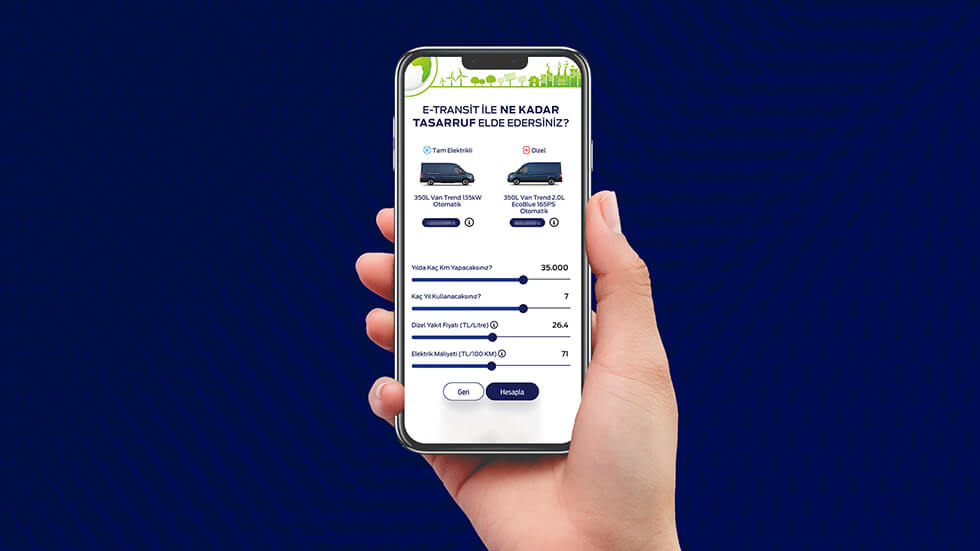 E-TRANSİT İLE NE KADAR
TASARRUF ELDE EDERSİNİZ?
Tam Elektrikli
Dizel
350L Van Trend 135kW
Otomatik
350L Van Trend 2.0L
EcoBlue 165PS
Otomatik
Yılda Kaç Km Yapacaksınız?
35.000
Kaç Yıl Kullanacaksınız?
7
Dizel Yakıt Fiyatı (TL/Litre)
26.4
Elektrik Maliyeti (TL/100 KM)
71
Geri
Hesapla